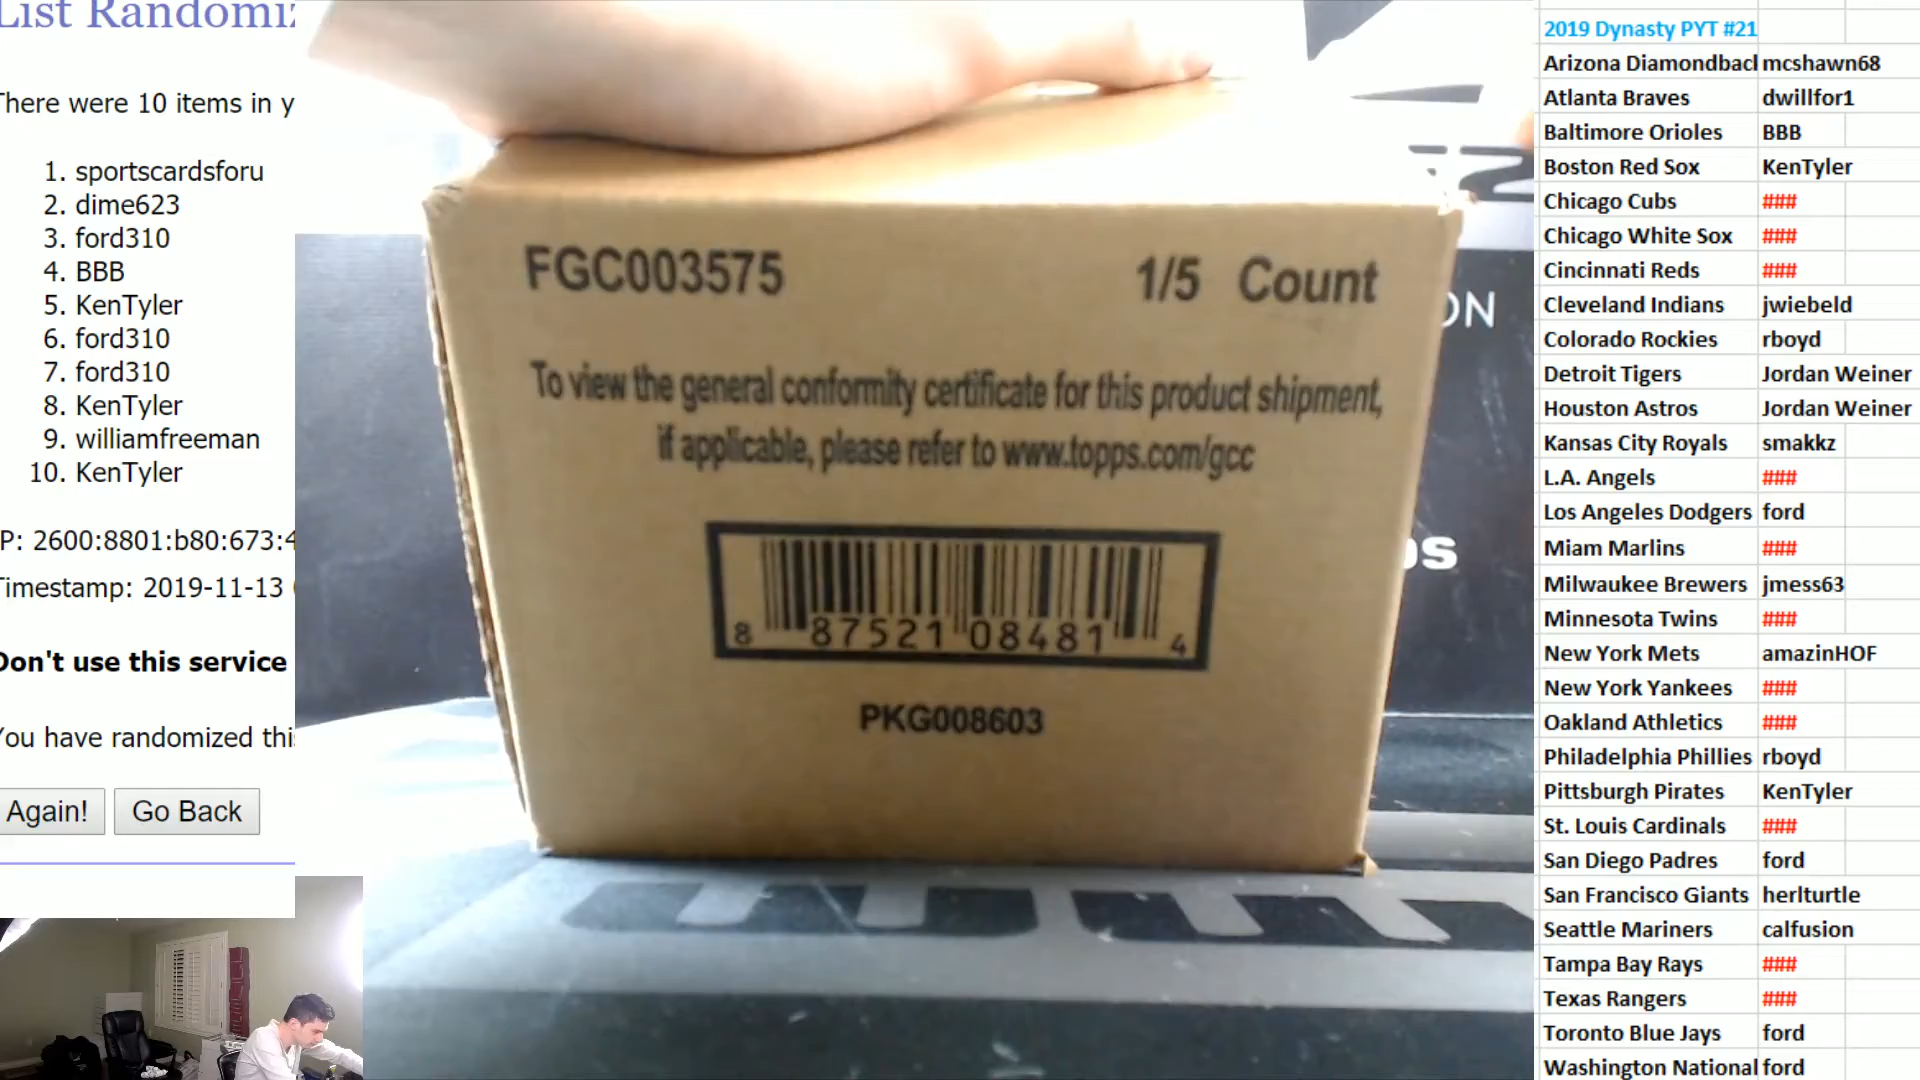 List Randomiz
There were 10 items in y
1. sportscardsforu
2. dime623
3. ford310
4. BBB
5. KenTyler
6. ford310
7. ford310
8. KenTyler
9. williamfreeman
10. KenTyler
IP: 2600:8801:b80:673:4
Timestamp: 2019-11-13
Don't use this service
You have randomized this
Again!
Go Back
FGC003575
1/5 Count
To view the general conformity certificate for this product shipment,
if applicable, please refer to www.topps.com/gcc
8 87521 08481 4
PKG008603
ON
os
2019 Dynasty PYT #21
Arizona Diamondbac mcshawn68
Atlanta Braves dwillfor1
Baltimore Orioles BBB
Boston Red Sox KenTyler
Chicago Cubs ###
Chicago White Sox ###
Cincinnati Reds ###
Cleveland Indians jwiebeld
Colorado Rockies rboyd
Detroit Tigers Jordan Weiner
Houston Astros Jordan Weiner
Kansas City Royals smakkz
L.A. Angels ###
Los Angeles Dodgers ford
Miam Marlins ###
Milwaukee Brewers jmess63
Minnesota Twins ###
New York Mets amazinHOF
New York Yankees ###
Oakland Athletics ###
Philadelphia Phillies rboyd
Pittsburgh Pirates KenTyler
St. Louis Cardinals ###
San Diego Padres ford
San Francisco Giants herlturtle
Seattle Mariners calfusion
Tampa Bay Rays ###
Texas Rangers ###
Toronto Blue Jays ford
Washington National ford